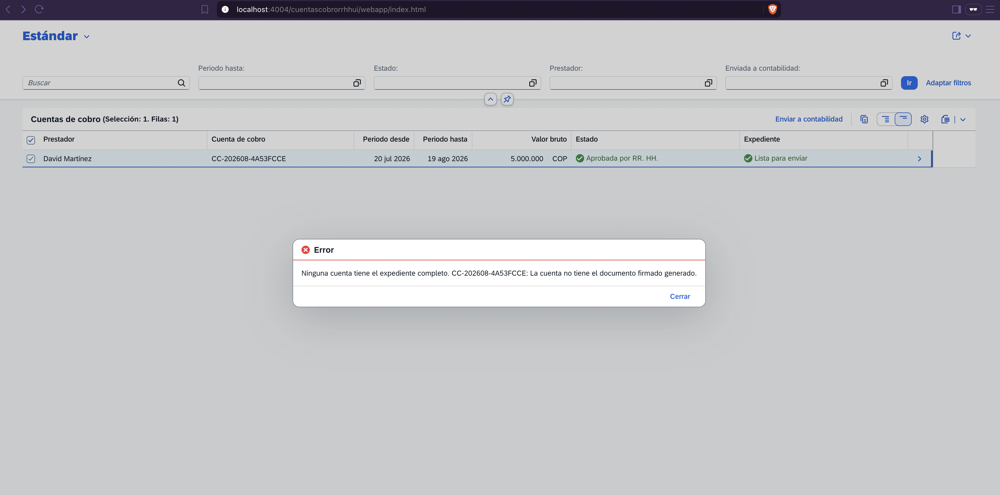 localhost:4004/cuentascobrorrhhui/webapp/index.html
Estándar
Periodo hasta:
Estado:
Prestador:
Enviada a contabilidad:
Buscar
Ir
Adaptar filtros
Cuentas de cobro (Selección: 1. Filas: 1)
Enviar a contabilidad
Prestador Cuenta de cobro Periodo desde Periodo hasta Valor bruto Estado Expediente
David Martínez CC-202608-4A53FCCE 20 jul 2026 19 ago 2026 5.000.000 COP Aprobada por RR. HH. Lista para enviar
Error
Ninguna cuenta tiene el expediente completo. CC-202608-4A53FCCE: La cuenta no tiene el documento firmado generado.
Cerrar